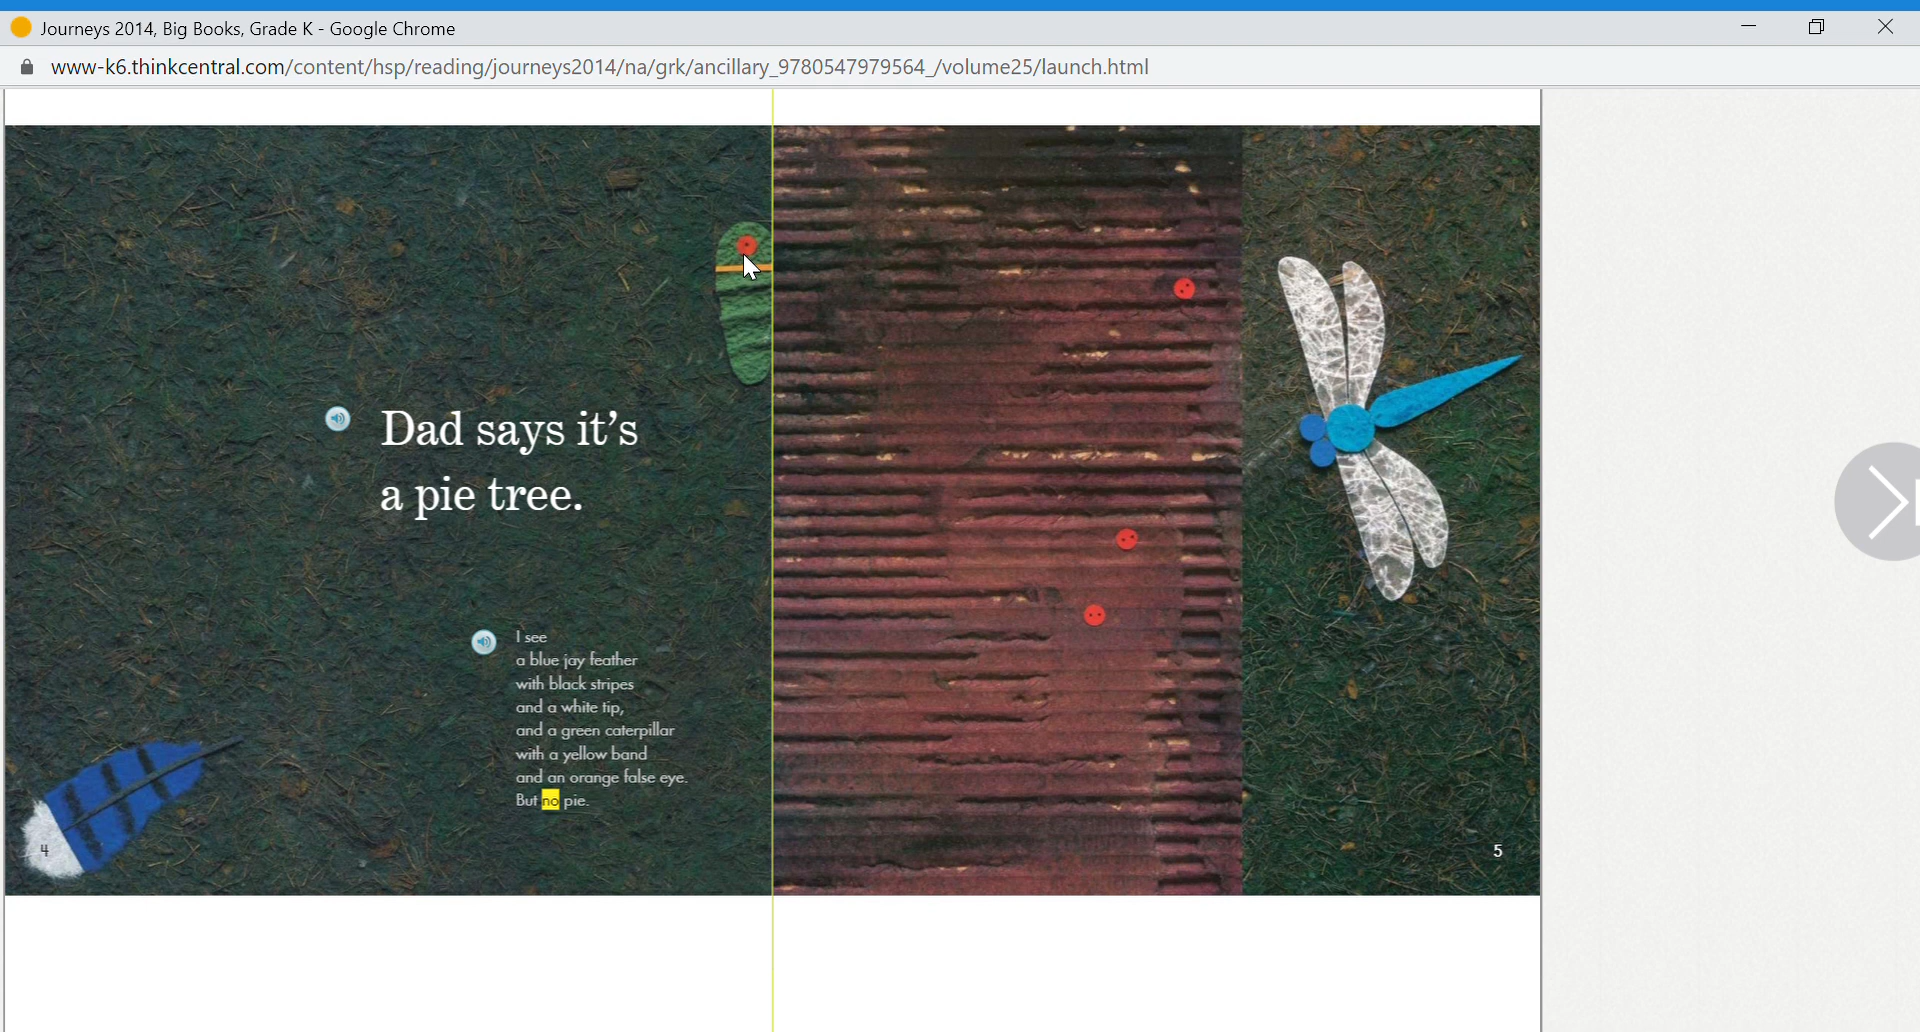 Journeys 2014, Big Books, Grade K - Google Chrome
www-k6.thinkcentral.com/content/hsp/reading/journeys2014/na/grk/ancillary_9780547979564_/volume25/launch.html
Dad says it's
a pie tree.
I see
a blue jay feather
with black stripes
and a white tip,
and a green caterpillar
with a yellow band
and an orange false eye.
But no pie.
4
5